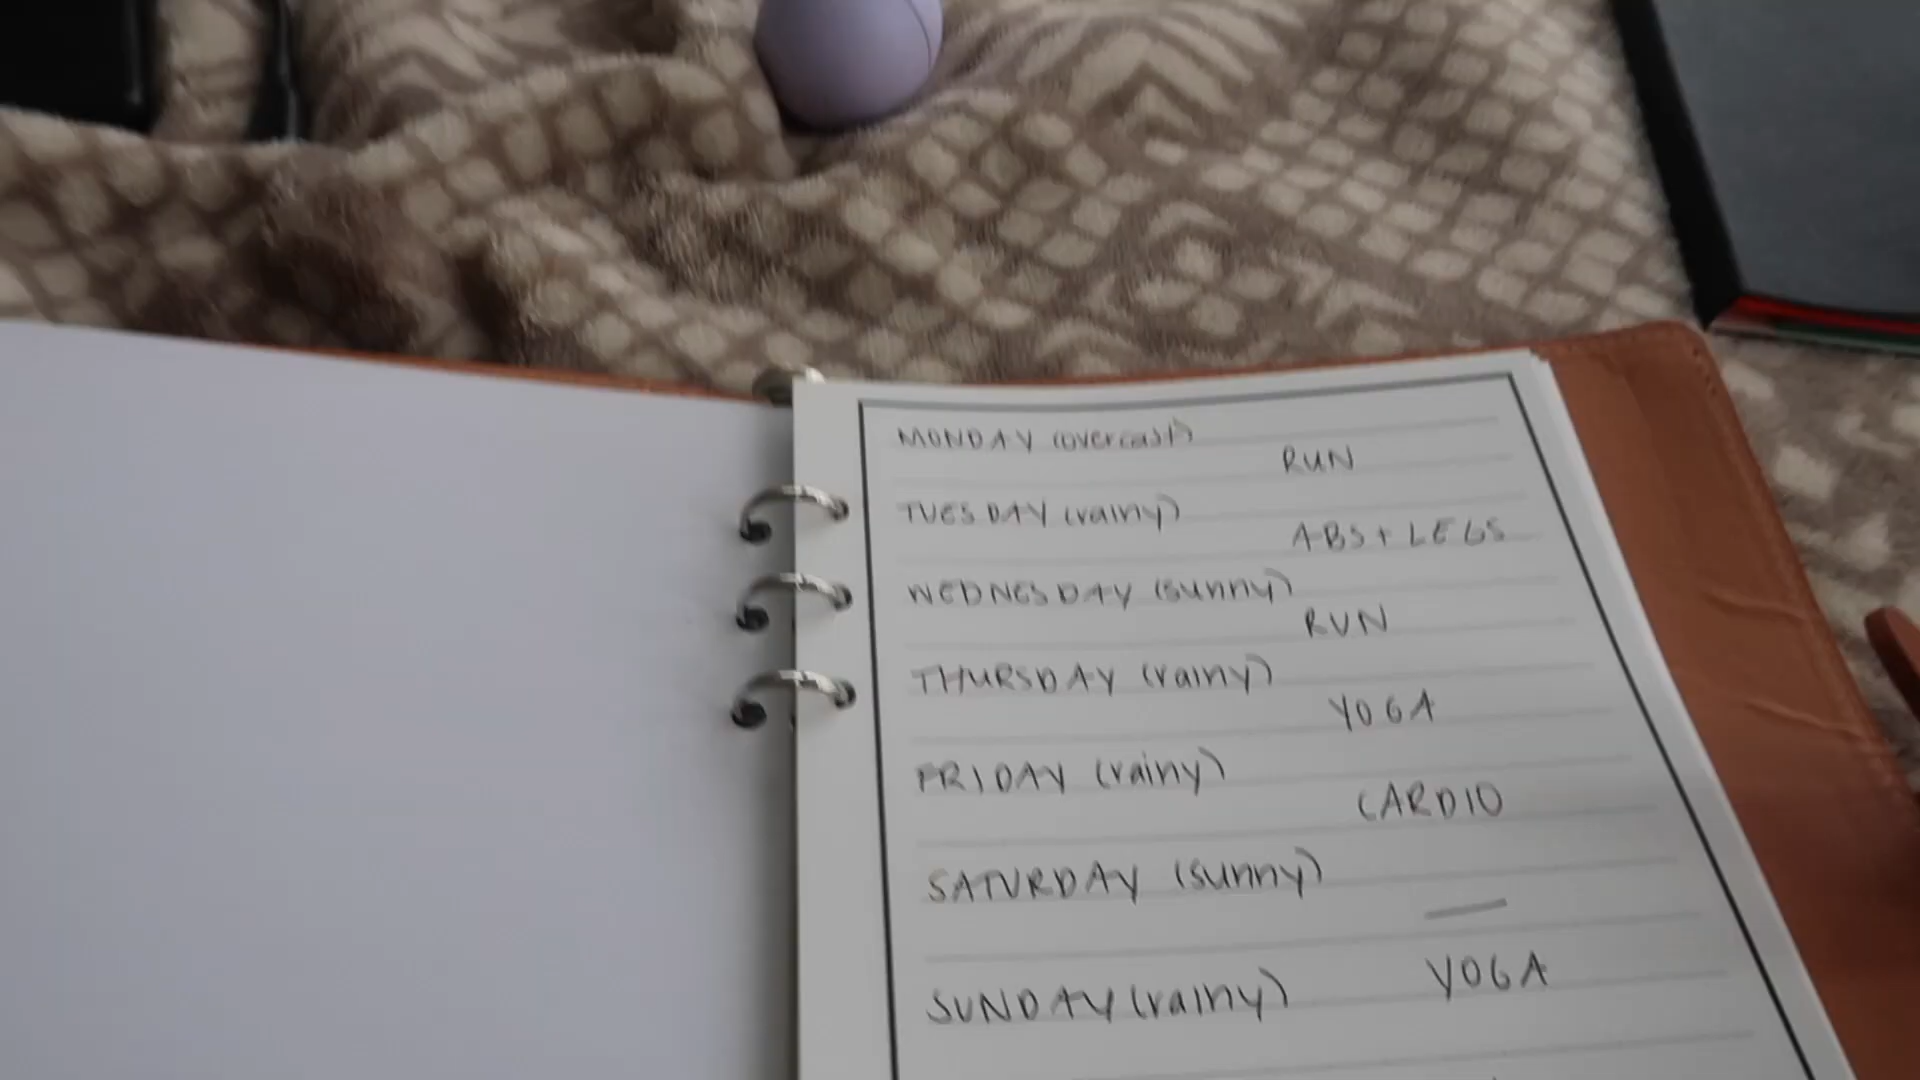 MONDAY (overcast)
RUN
TUESDAY (rainy)
ABS + LEGS
WEDNESDAY (sunny)
RUN
THURSDAY (rainy)
YOGA
FRIDAY (rainy)
CARDIO
SATURDAY (sunny)
—
YOGA
SUNDAY (rainy)